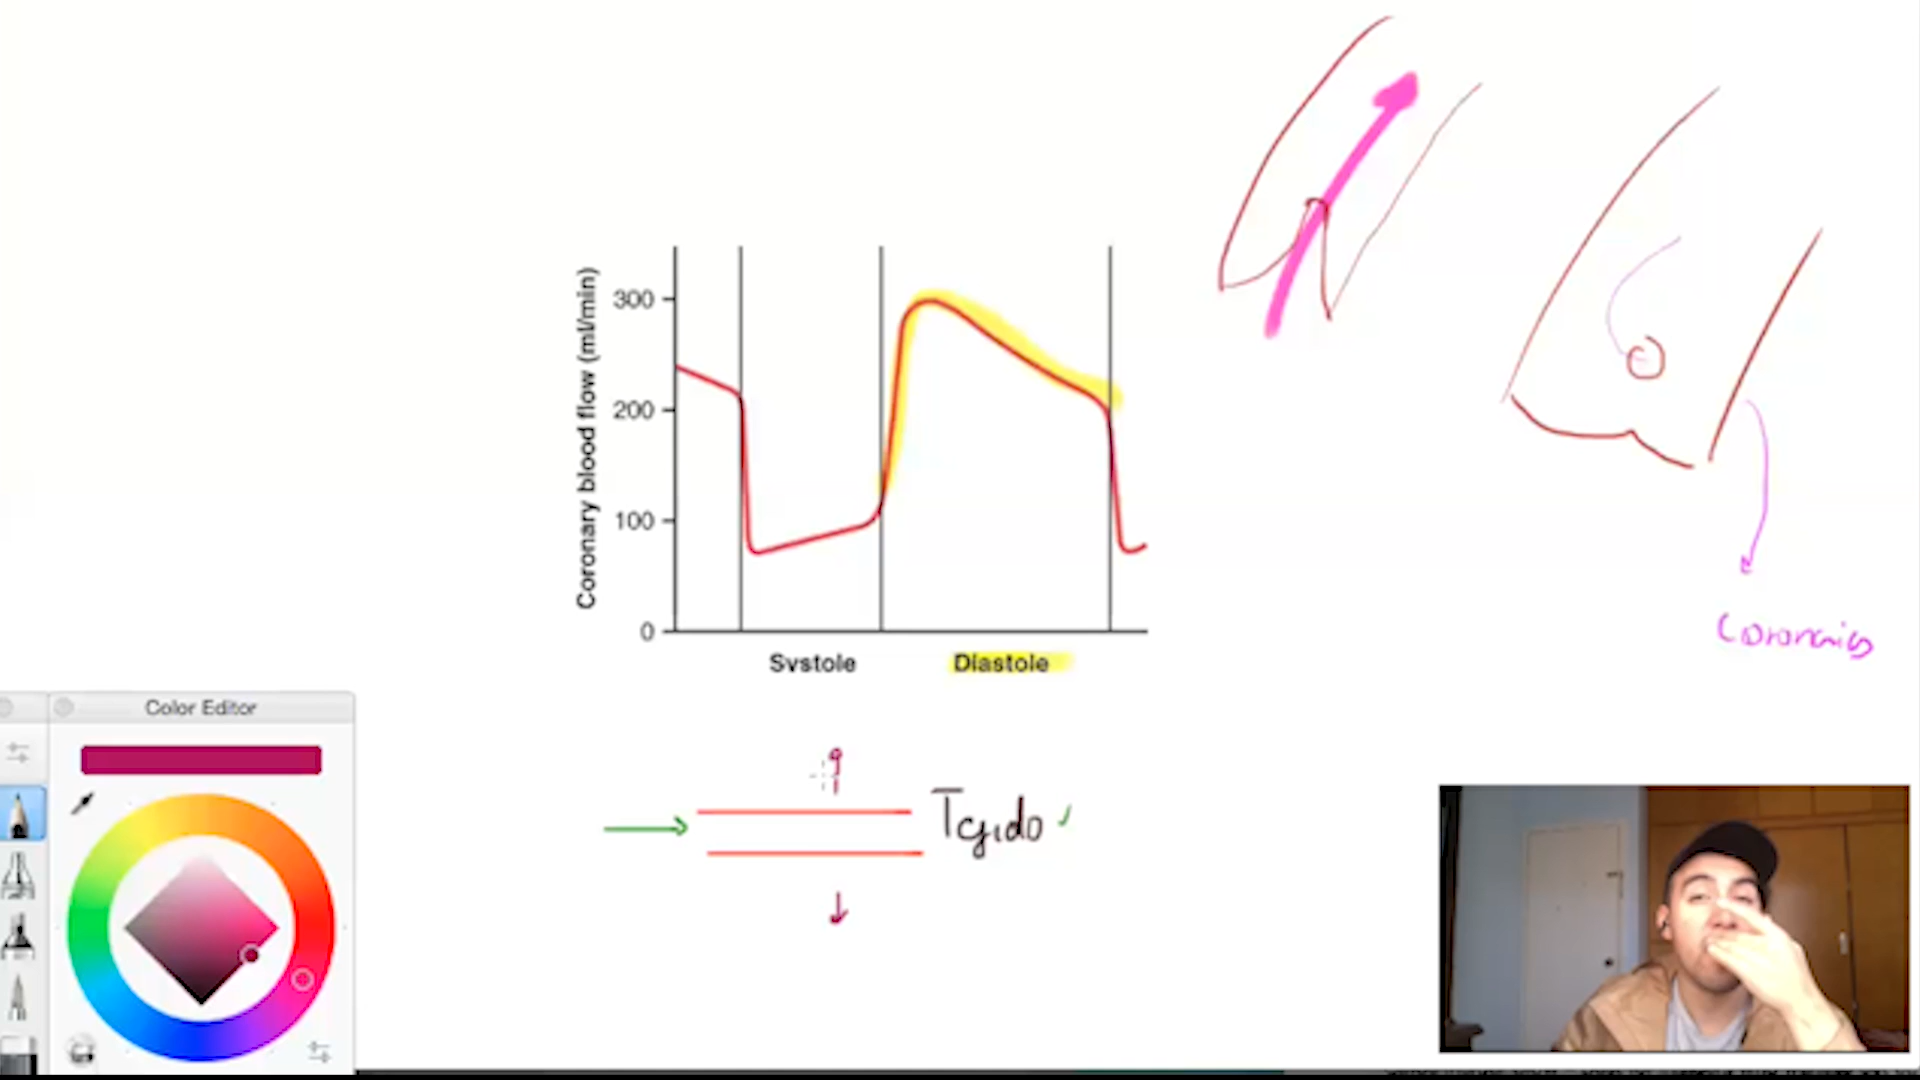 Coronary blood flow (ml/min)
300
200
100
0
Systole
Diastole
Coronarias
Color Editor
Tejido